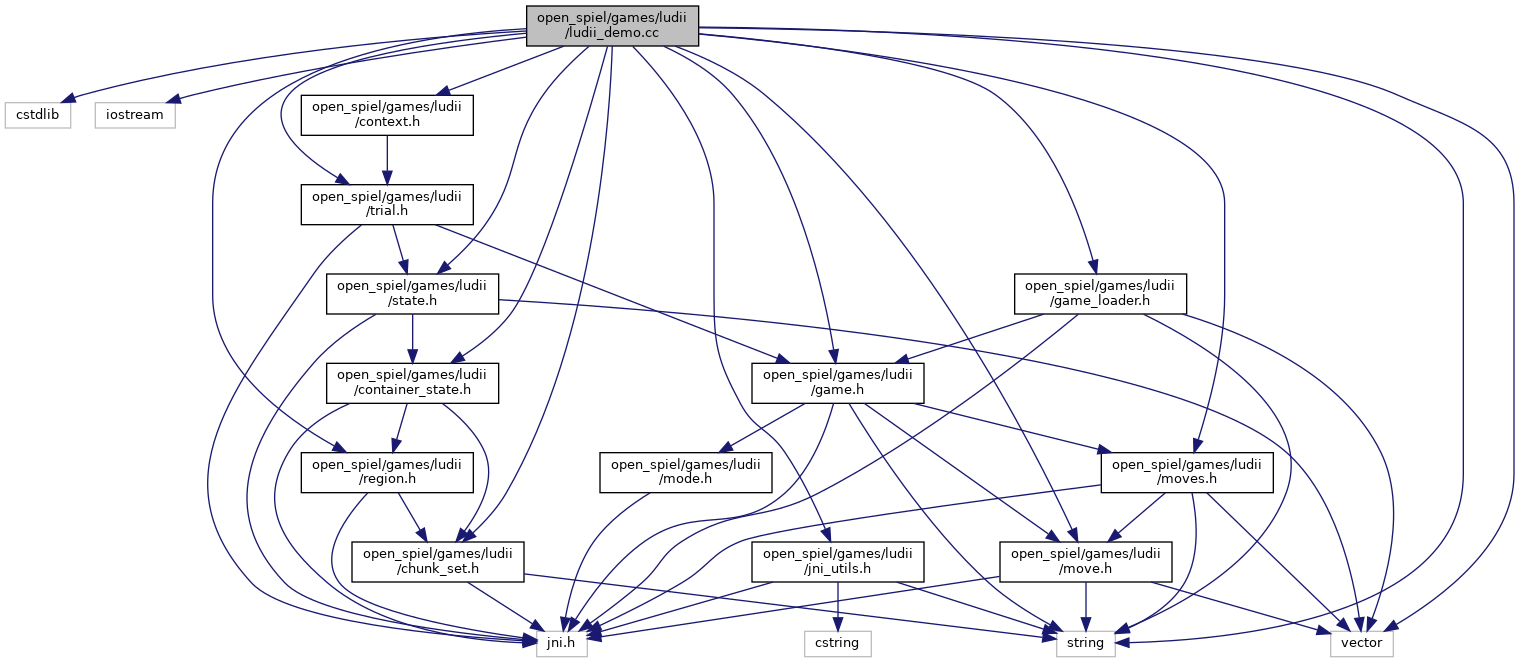 open_spiel/games/ludii
/ludii_demo.cc
cstdlib
iostream
open_spiel/games/ludii
/context.h
open_spiel/games/ludii
/trial.h
open_spiel/games/ludii
/state.h
open_spiel/games/ludii
/game_loader.h
open_spiel/games/ludii
/container_state.h
open_spiel/games/ludii
/game.h
open_spiel/games/ludii
/region.h
open_spiel/games/ludii
/mode.h
open_spiel/games/ludii
/moves.h
open_spiel/games/ludii
/chunk_set.h
open_spiel/games/ludii
/jni_utils.h
open_spiel/games/ludii
/move.h
jni.h
cstring
string
vector